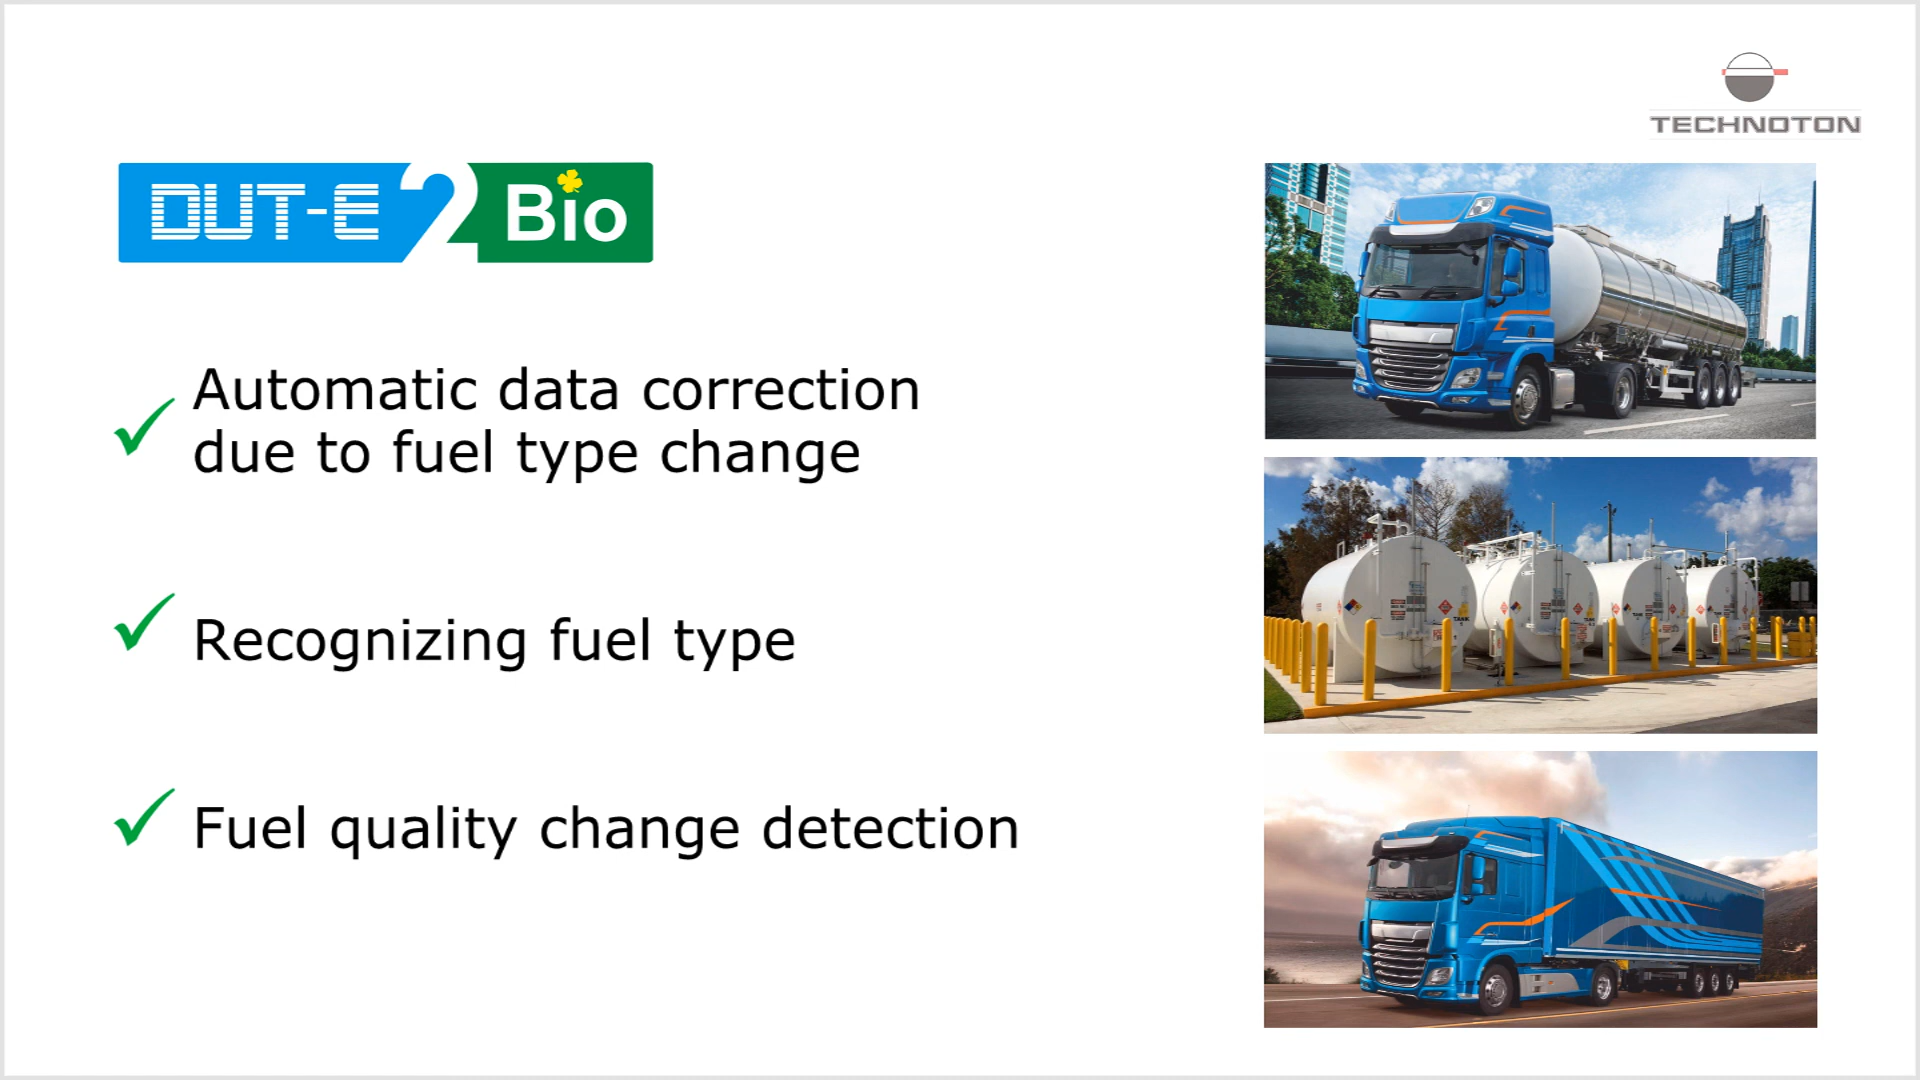 TECHNOTON
DUT-E 2 Bio
Automatic data correction
due to fuel type change
Recognizing fuel type
Fuel quality change detection